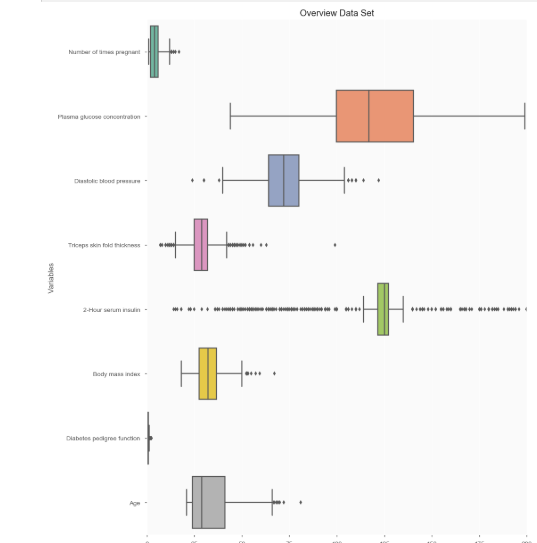 Overview Data Set
Number of times pregnant
Plasma glucose concentration
Diastolic blood pressure
Triceps skin fold thickness
Variables
2-Hour serum insulin
Body mass index
Diabetes pedigree function
Age